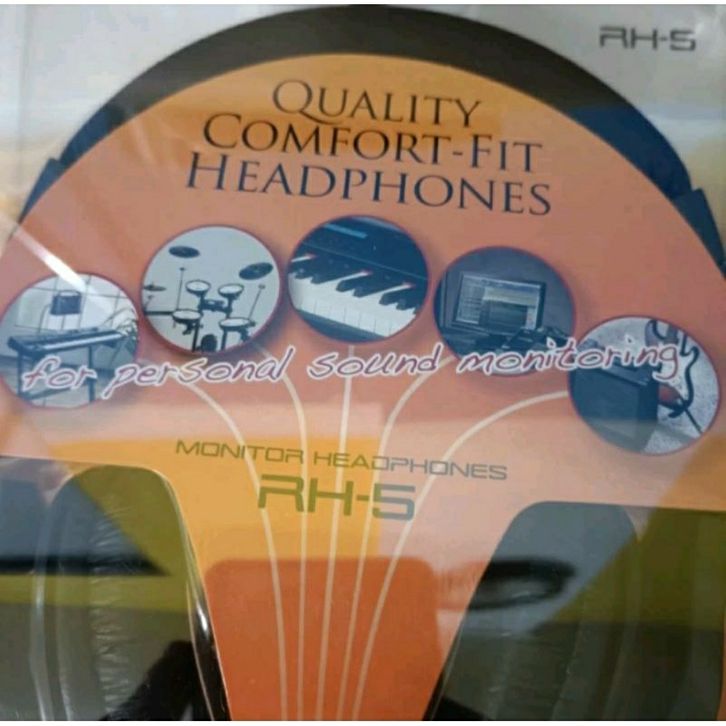 RH-5
QUALITY
COMFORT-FIT
HEADPHONES
for personal sound monitoring
MONITOR HEADPHONES
RH-5